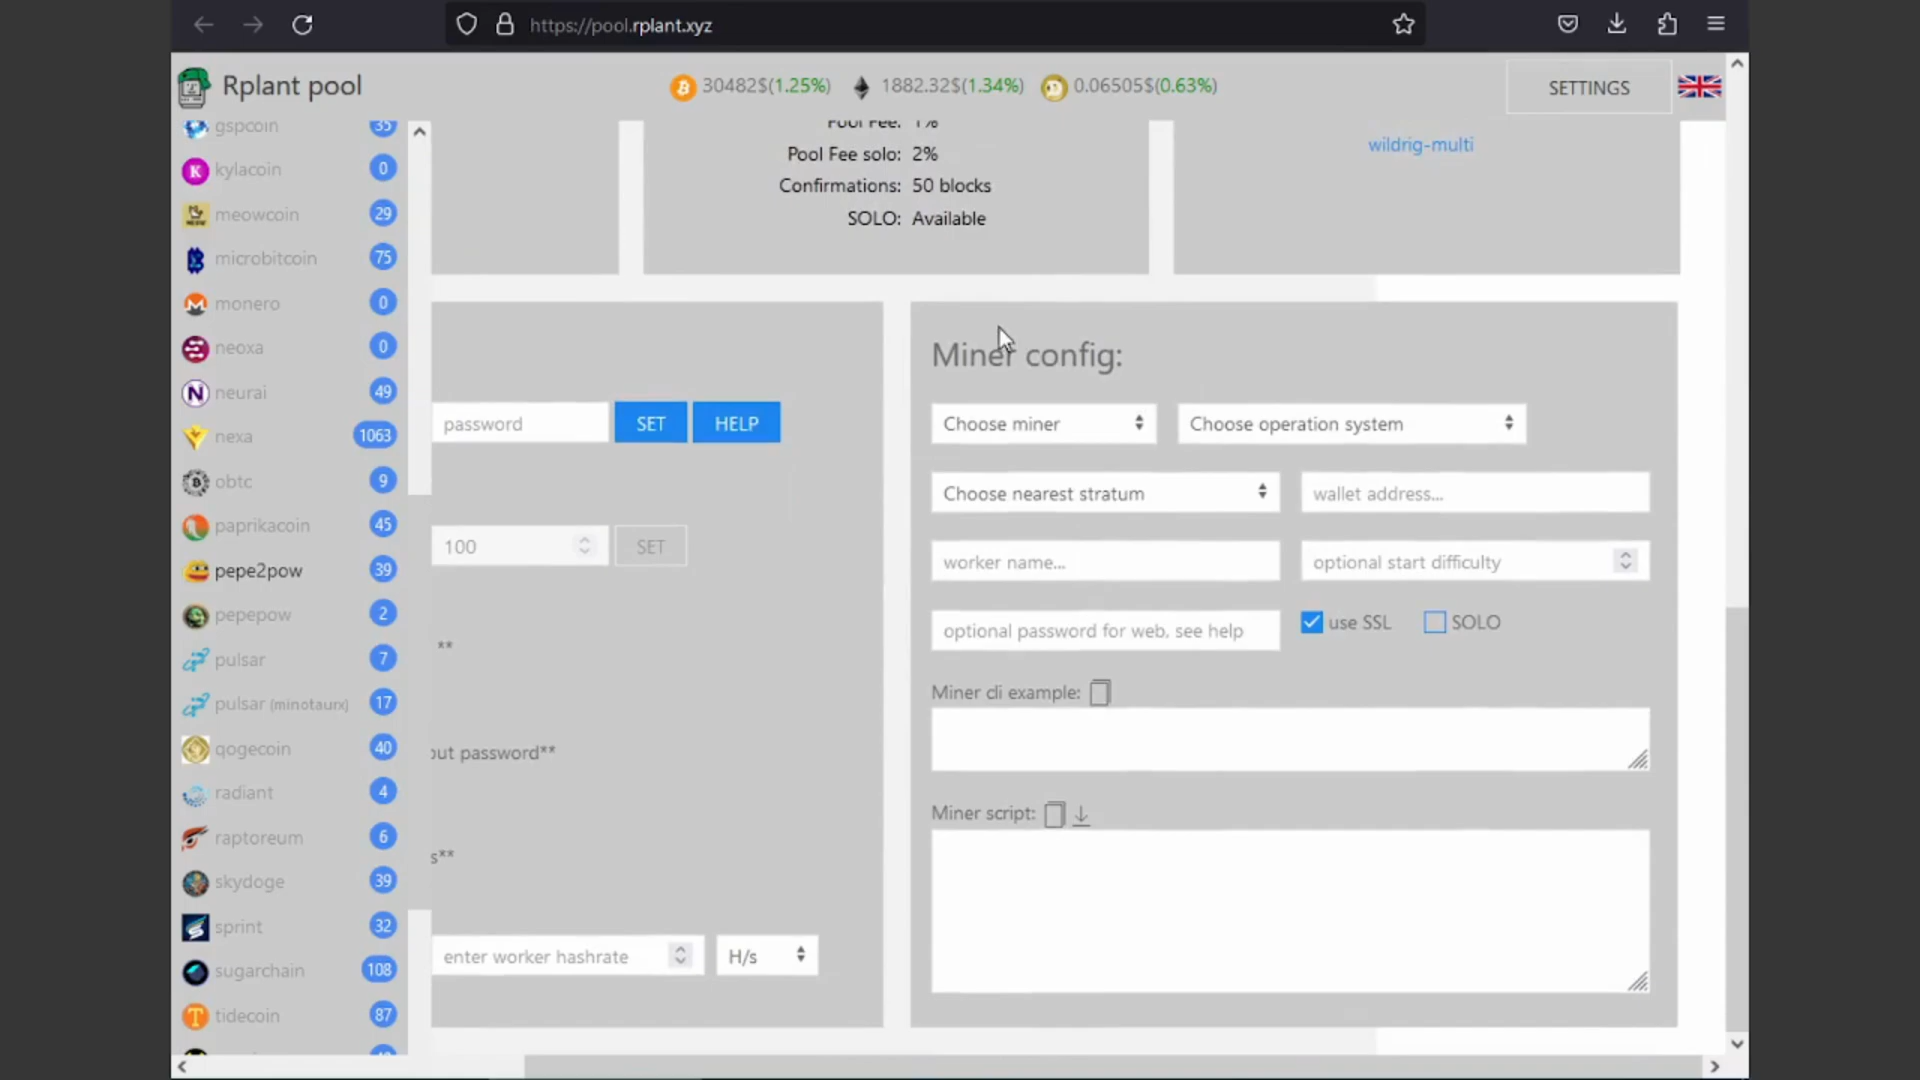 https://pool.rplant.xyz
Rplant pool
30482$(1.25%)
1882.32$(1.34%)
0.06505$(0.63%)
SETTINGS
gspcoin 35
kylacoin 0
meowcoin 29
microbitcoin 75
monero 0
neoxa 0
neurai 49
nexa 1063
obtc 9
paprikacoin 45
pepe2pow 39
pepepow 2
pulsar 7
pulsar (minotaurx) 17
qogecoin 40
radiant 4
raptoreum 6
skydoge 39
sprint 32
sugarchain 108
tidecoin 87
Pool Fee: 1%
Pool Fee solo: 2%
Confirmations: 50 blocks
SOLO: Available
wildrig-multi
password
SET
HELP
100
SET
**
out password**
s**
enter worker hashrate
H/s
Miner config:
Choose miner
Choose operation system
Choose nearest stratum
wallet address...
worker name...
optional start difficulty
optional password for web, see help
use SSL
SOLO
Miner cli example:
Miner script: